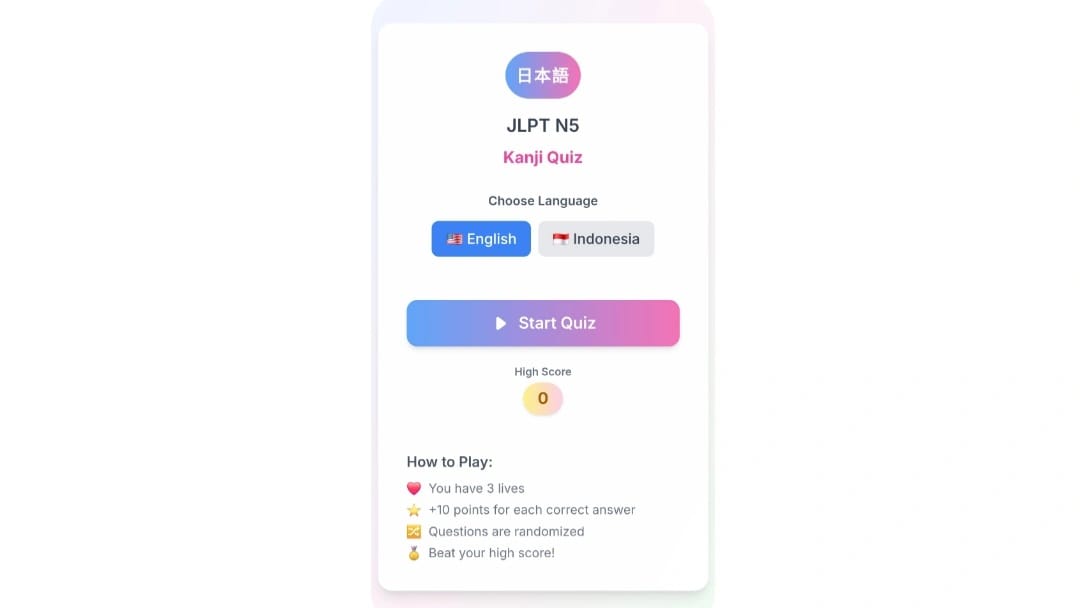 日本語
JLPT N5
Kanji Quiz
Choose Language
English Indonesia
Start Quiz
High Score
0
How to Play:
You have 3 lives
+10 points for each correct answer
Questions are randomized
Beat your high score!